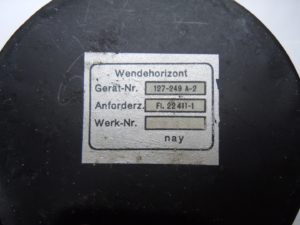 Wendehorizont
Gerät-Nr. 127-249 A-2
Anforderz. Fl. 22411-1
Werk-Nr.
nay